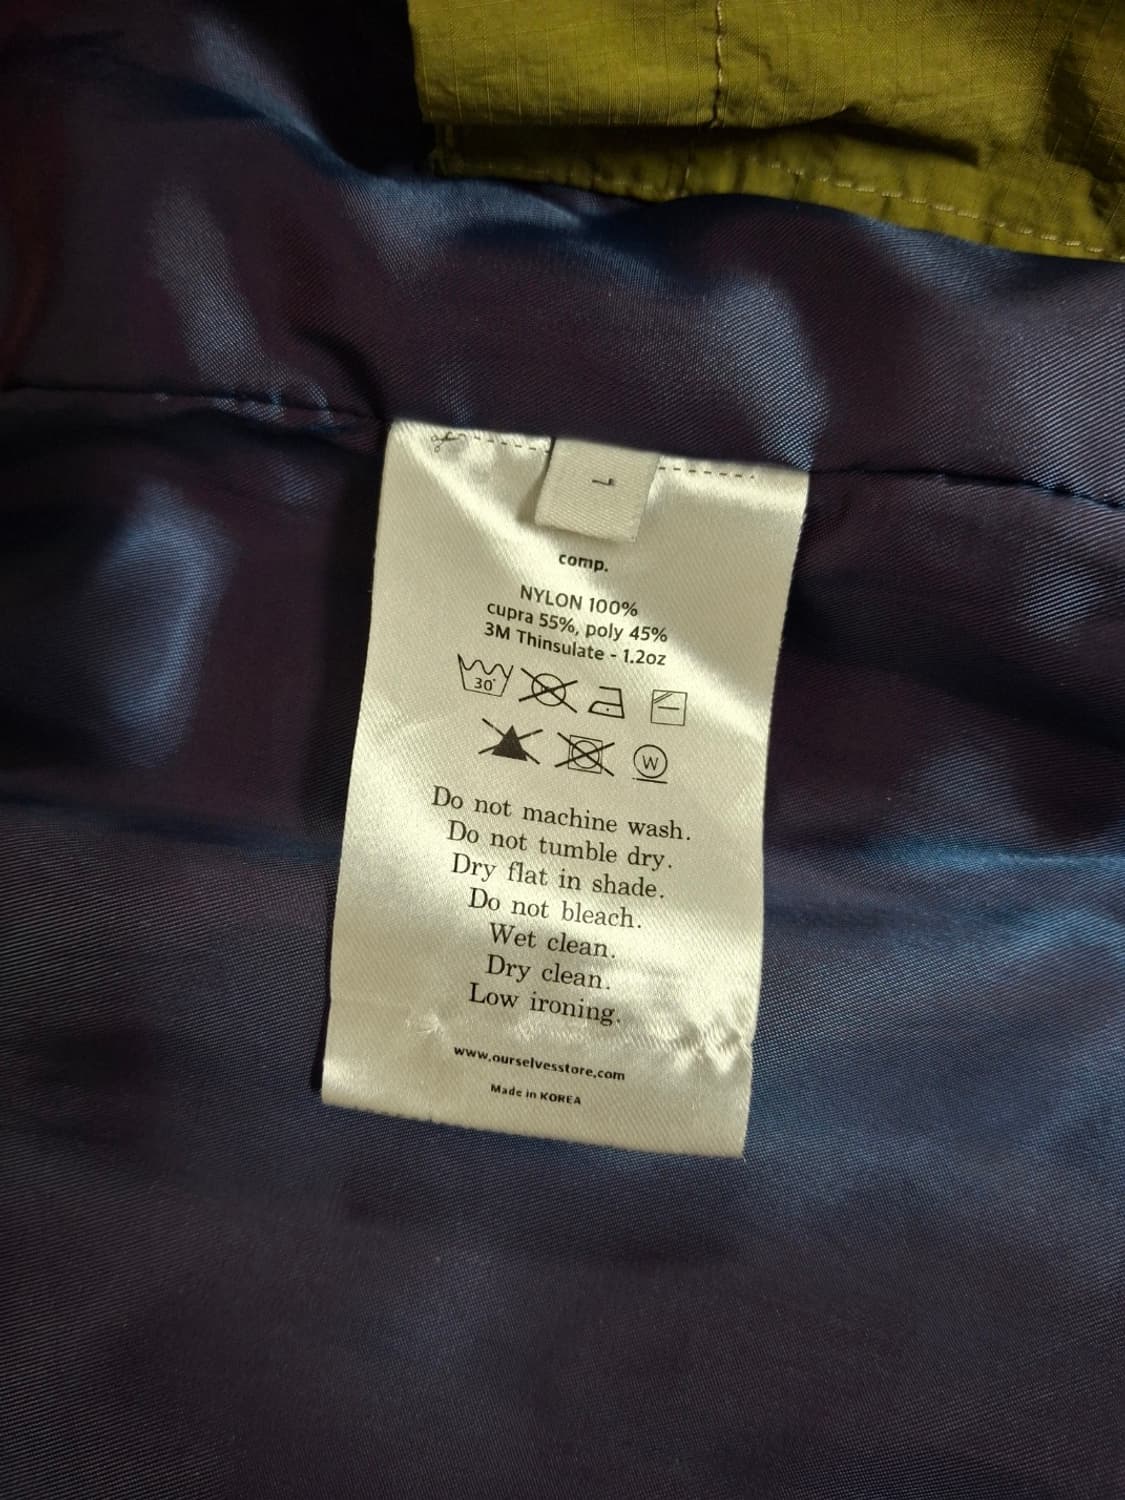 1
comp.
NYLON 100%
cupra 55%, poly 45%
3M Thinsulate - 1.2oz
30°
W
Do not machine wash.
Do not tumble dry.
Dry flat in shade.
Do not bleach.
Wet clean.
Dry clean.
Low ironing.
www.ourselvesstore.com
Made in KOREA